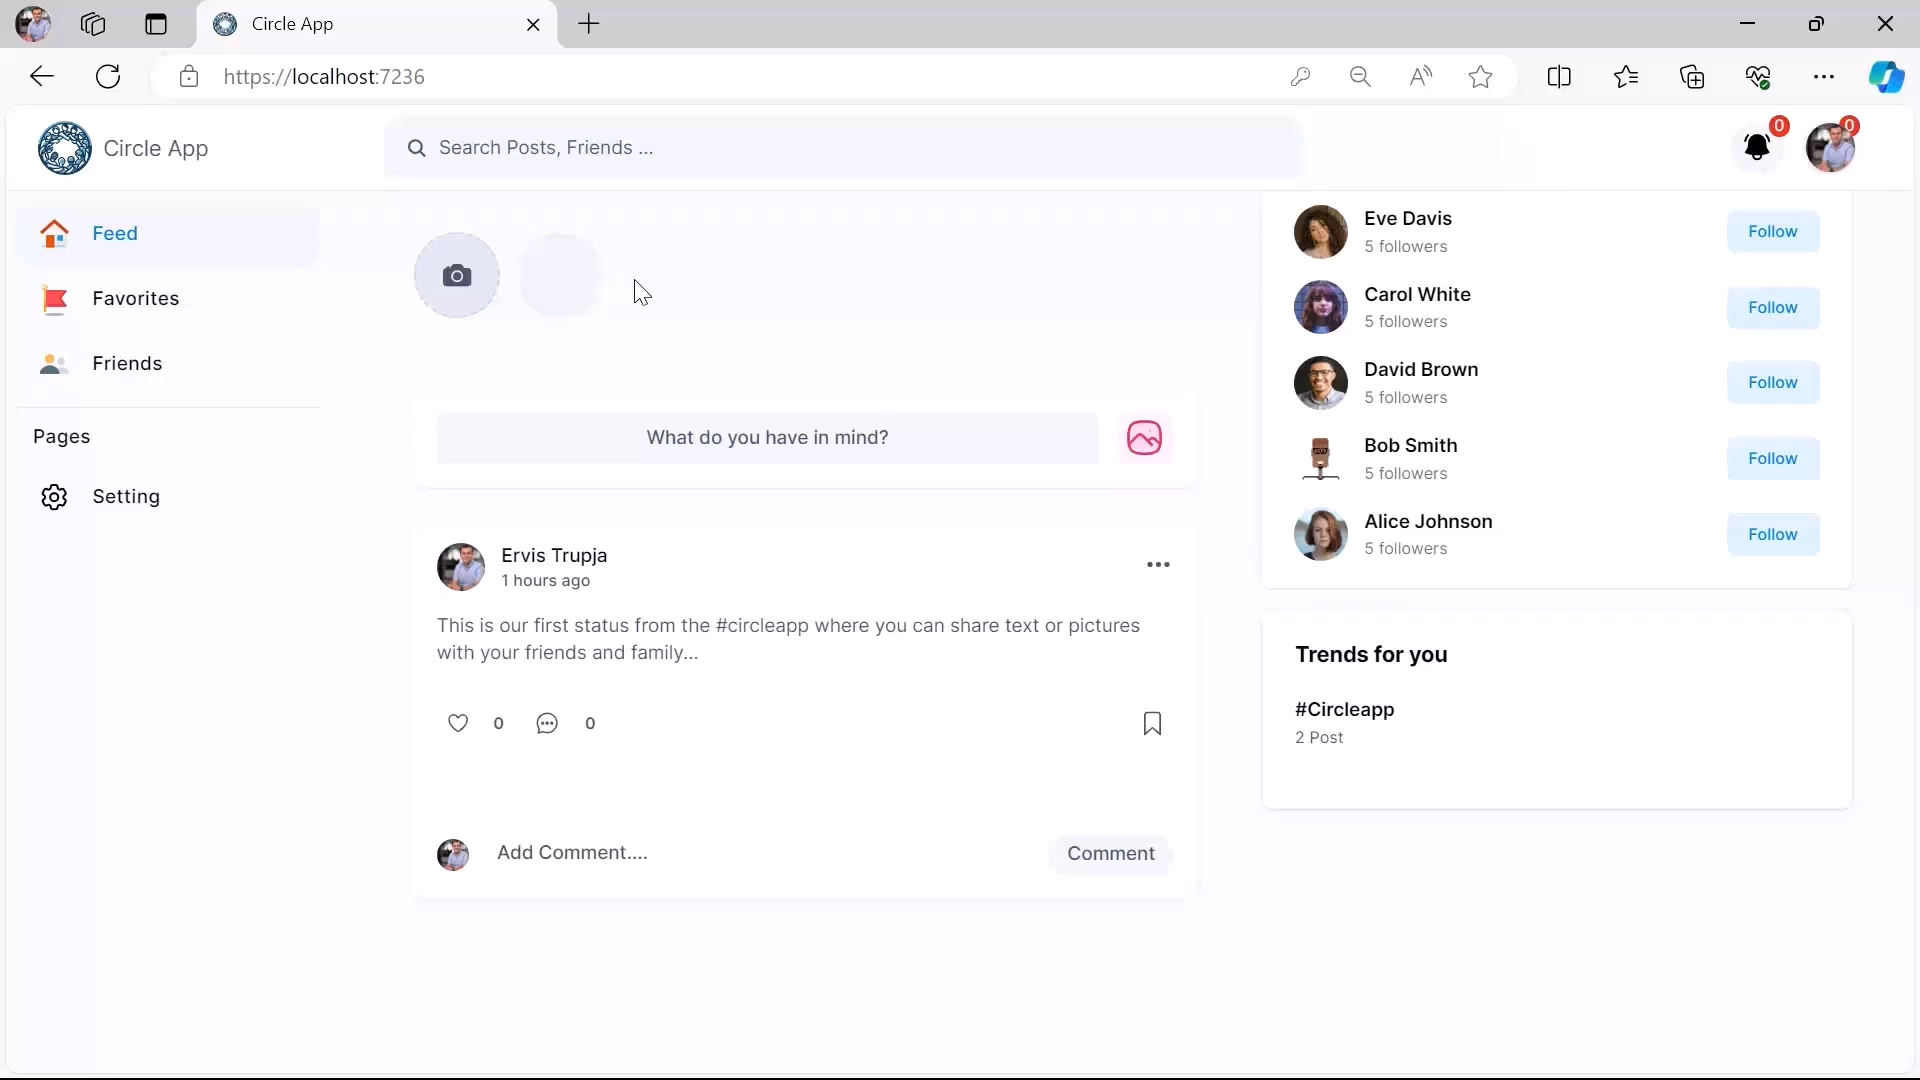 Circle App
https://localhost:7236
Circle App
Search Posts, Friends ...
0
0
Feed
Favorites
Friends
Pages
Setting
What do you have in mind?
Ervis Trupja
1 hours ago
This is our first status from the #circleapp where you can share text or pictures
with your friends and family...
0
0
Add Comment....
Comment
Eve Davis
5 followers
Follow
Carol White
5 followers
Follow
David Brown
5 followers
Follow
Bob Smith
5 followers
Follow
Alice Johnson
5 followers
Follow
Trends for you
#Circleapp
2 Post